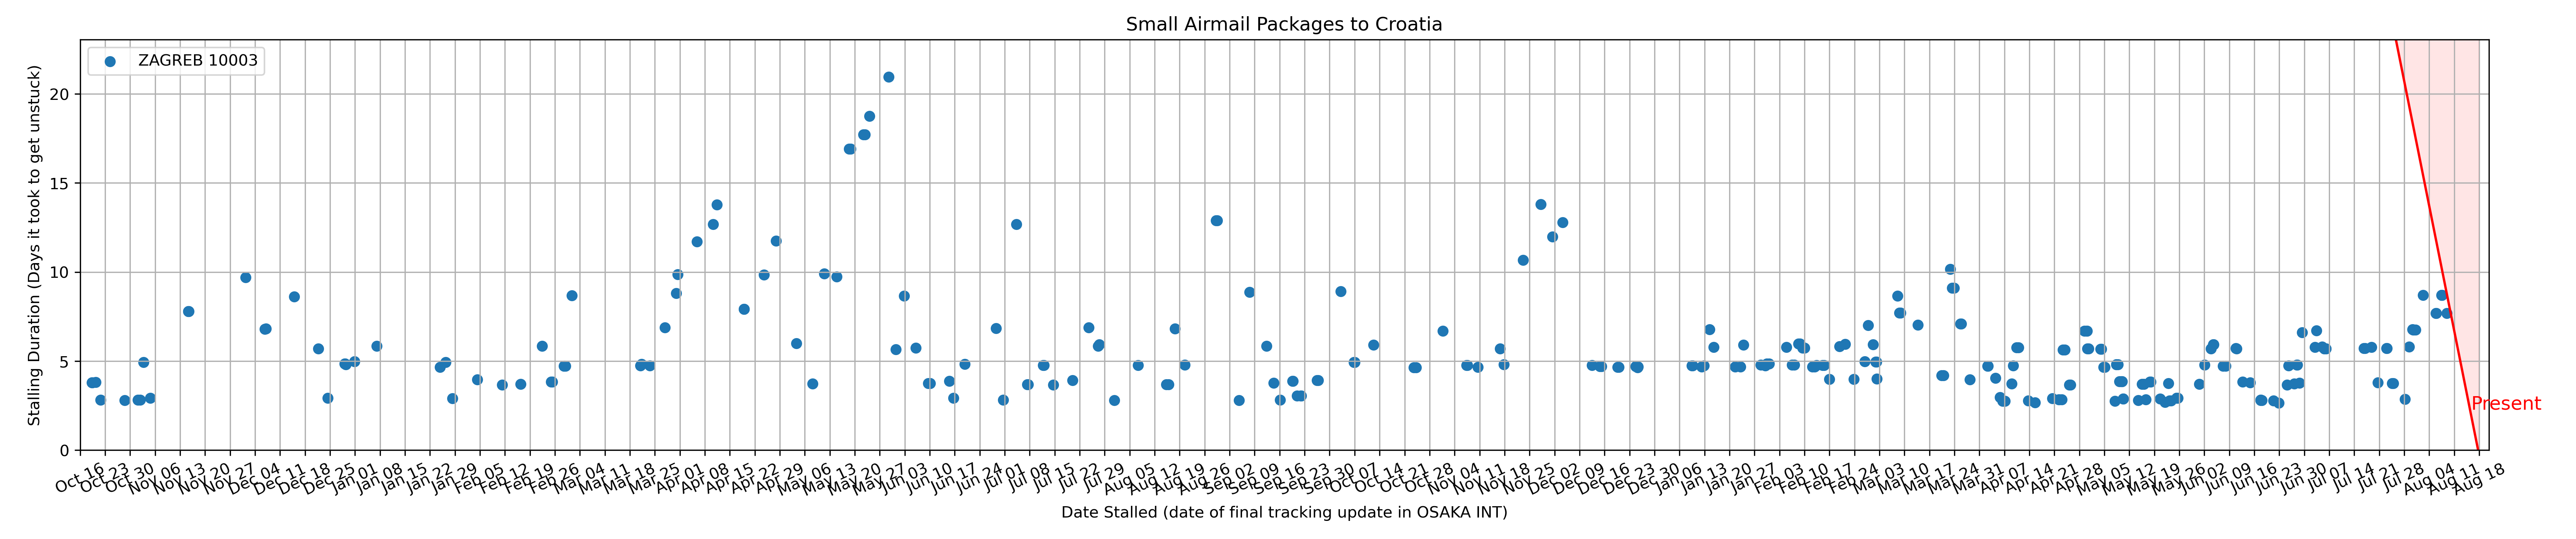 Small Airmail Packages to Croatia
ZAGREB 10003
Stalling Duration (Days it took to get unstuck)
20
15
10
5
0
Present
Oct 16
Oct 23
Oct 30
Nov 06
Nov 13
Nov 20
Nov 27
Dec 04
Dec 11
Dec 18
Dec 25
Jan 01
Jan 08
Jan 15
Jan 22
Jan 29
Feb 05
Feb 12
Feb 19
Feb 26
Mar 04
Mar 11
Mar 18
Mar 25
Apr 01
Apr 08
Apr 15
Apr 22
Apr 29
May 06
May 13
May 20
May 27
Jun 03
Jun 10
Jun 17
Jun 24
Jul 01
Jul 08
Jul 15
Jul 22
Jul 29
Aug 05
Aug 12
Aug 19
Aug 26
Sep 02
Sep 09
Sep 16
Sep 23
Sep 30
Oct 07
Oct 14
Oct 21
Oct 28
Nov 04
Nov 11
Nov 18
Nov 25
Dec 02
Dec 09
Dec 16
Dec 23
Dec 30
Jan 06
Jan 13
Jan 20
Jan 27
Feb 03
Feb 10
Feb 17
Feb 24
Mar 03
Mar 10
Mar 17
Mar 24
Mar 31
Apr 07
Apr 14
Apr 21
Apr 28
May 05
May 12
May 19
May 26
Jun 02
Jun 09
Jun 16
Jun 23
Jun 30
Jul 07
Jul 14
Jul 21
Jul 28
Aug 04
Aug 11
Aug 18
Date Stalled (date of final tracking update in OSAKA INT)